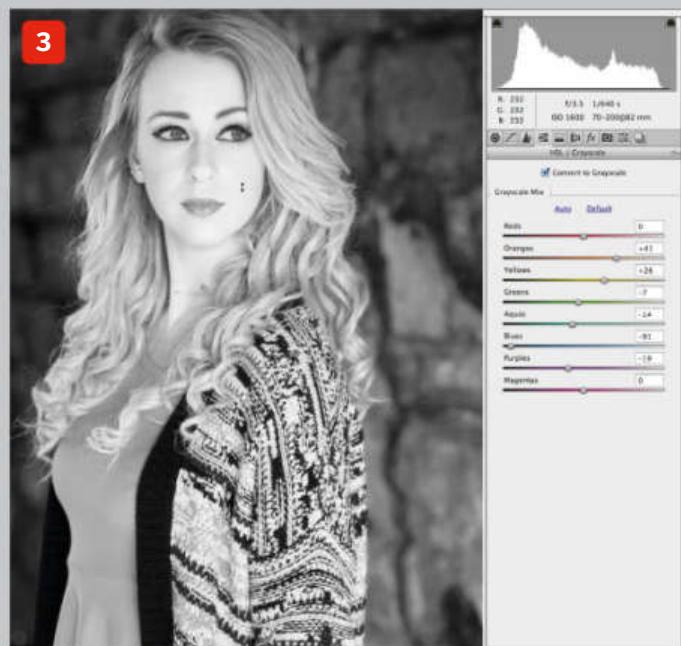 3
R: 232
G: 232
B: 232
f/3.5 1/640 s
ISO 1600 70-200@82 mm
HSL / Grayscale
Convert to Grayscale
Grayscale Mix
Auto Default
Reds 0
Oranges +41
Yellows +26
Greens -7
Aquas -14
Blues -91
Purples -19
Magentas 0